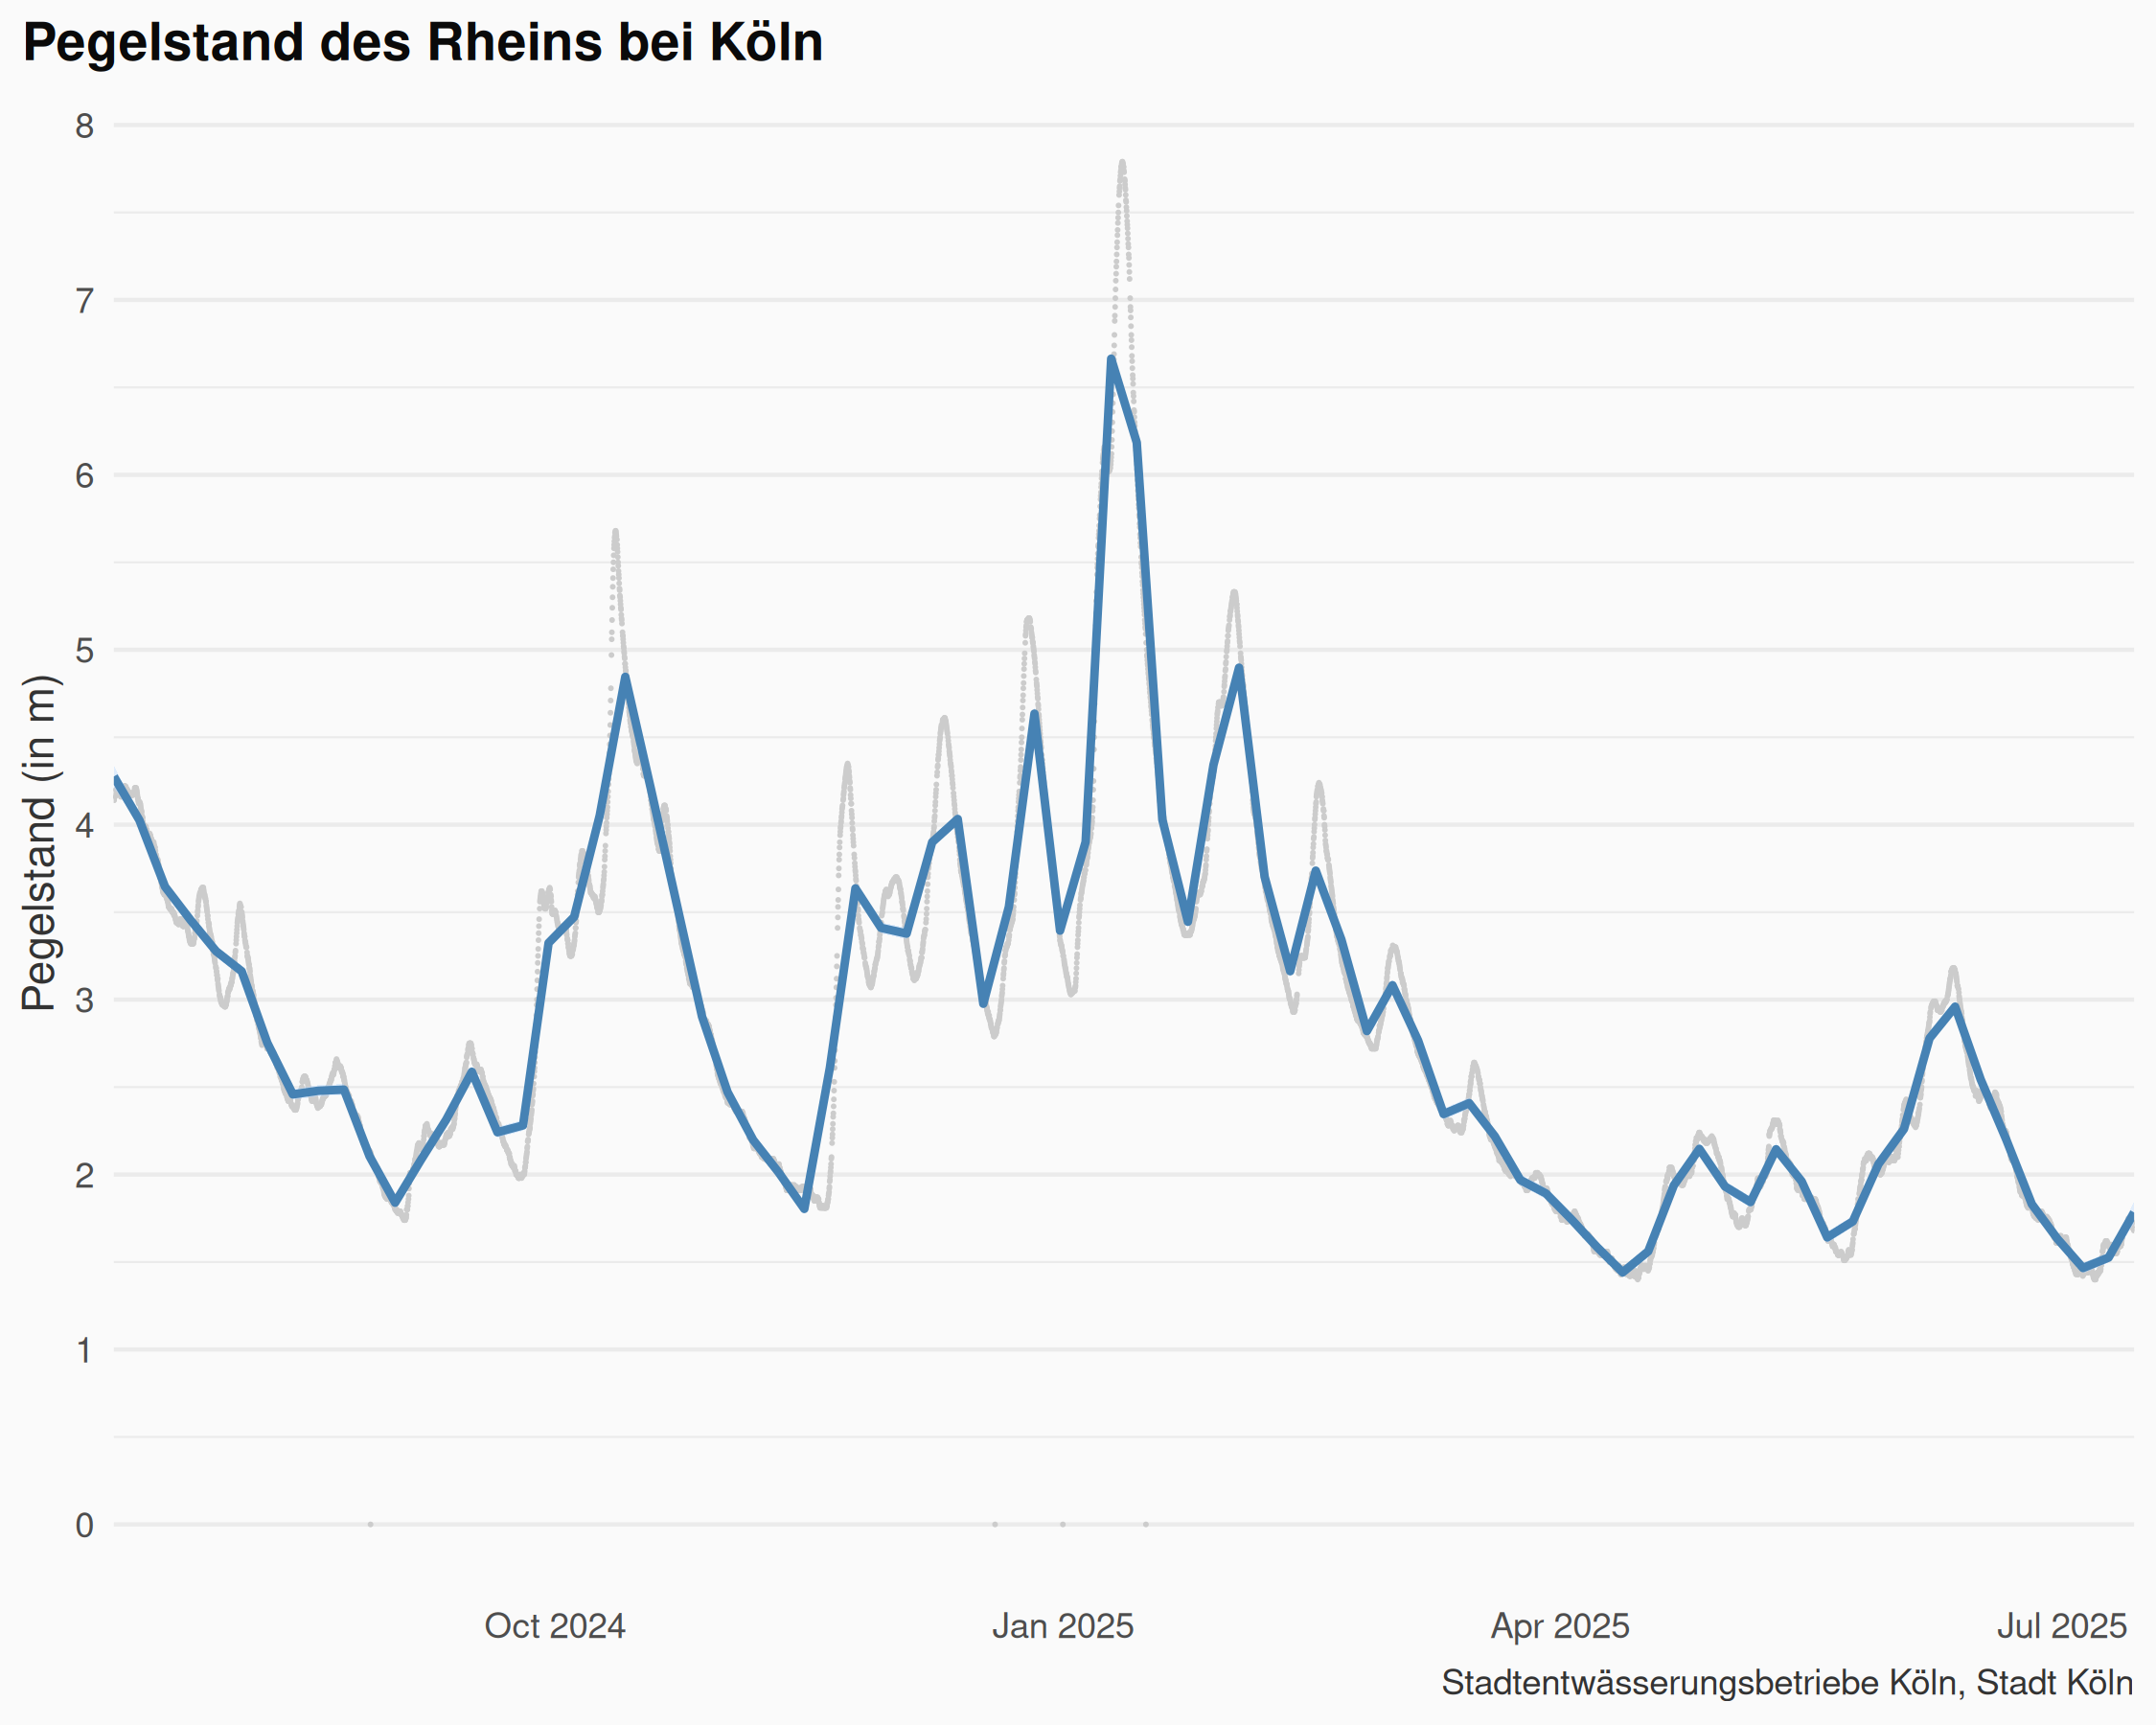 Pegelstand des Rheins bei Köln
Pegelstand (in m)
8
7
6
5
4
3
2
1
0
Oct 2024 Jan 2025 Apr 2025 Jul 2025
Stadtentwässerungsbetriebe Köln, Stadt Köln